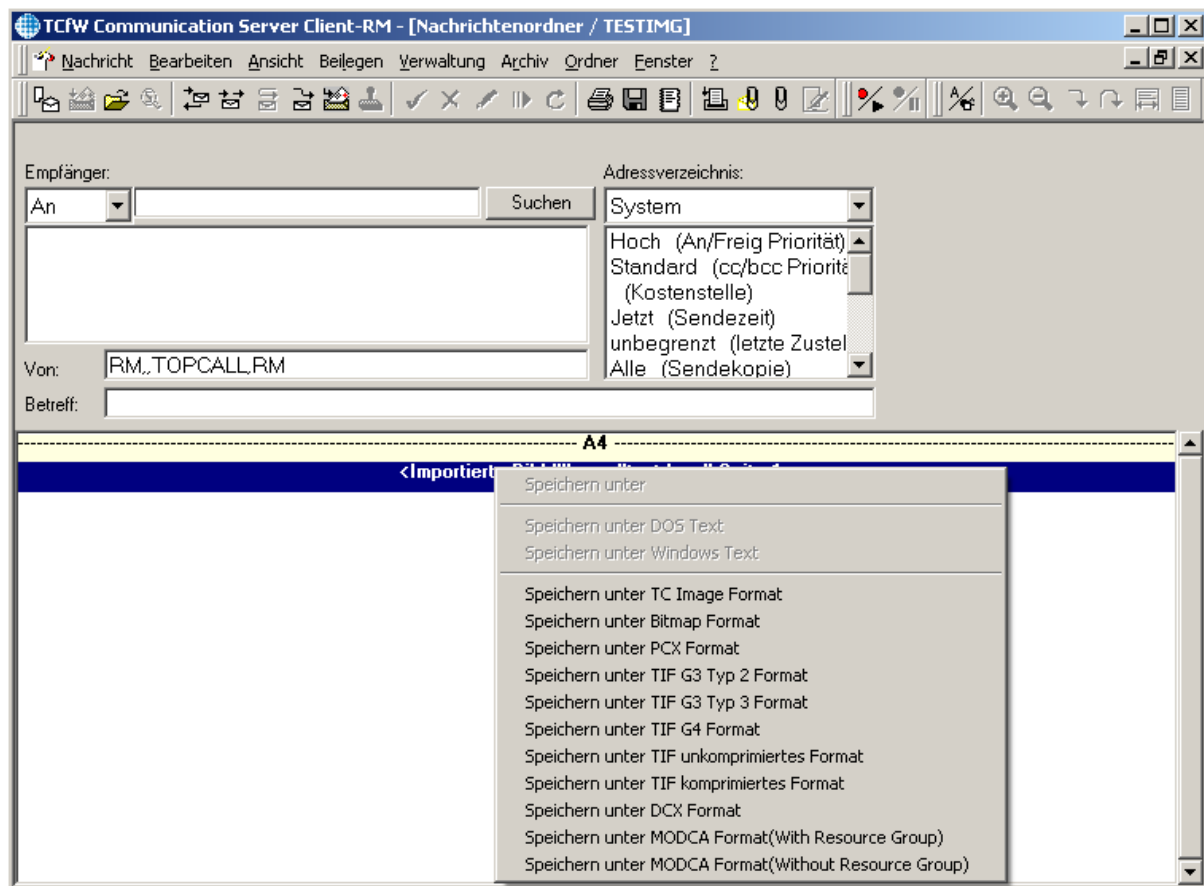 TCfW Communication Server Client-RM - [Nachrichtenordner / TESTIMG]
Nachricht Bearbeiten Ansicht Beilegen Verwaltung Archiv Ordner Fenster ?
Empfänger:
Adressverzeichnis:
An
Suchen
System
Hoch (An/Freig Priorität)
Standard (cc/bcc Priorität
(Kostenstelle)
Jetzt (Sendezeit)
unbegrenzt (letzte Zustel
Alle (Sendekopie)
Von: RM,,TOPCALL,RM
Betreff:
A4
<Importiert
Speichern unter
Speichern unter DOS Text
Speichern unter Windows Text
Speichern unter TC Image Format
Speichern unter Bitmap Format
Speichern unter PCX Format
Speichern unter TIF G3 Typ 2 Format
Speichern unter TIF G3 Typ 3 Format
Speichern unter TIF G4 Format
Speichern unter TIF unkomprimiertes Format
Speichern unter TIF komprimiertes Format
Speichern unter DCX Format
Speichern unter MODCA Format(With Resource Group)
Speichern unter MODCA Format(Without Resource Group)